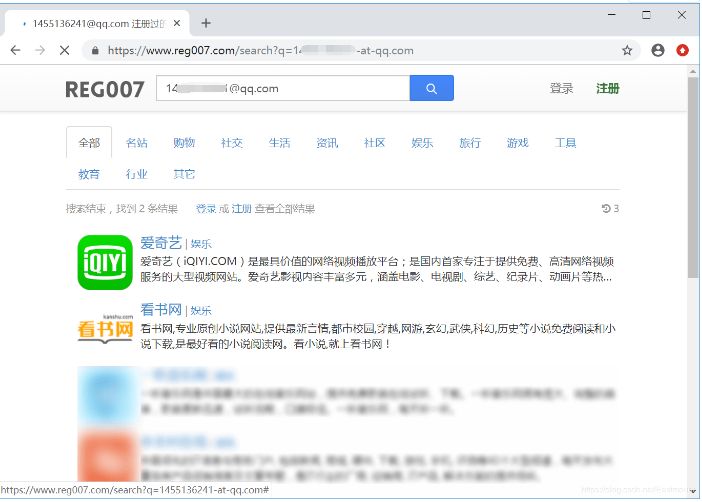 1455136241@qq.com 注册过的
https://www.reg007.com/search?q=14 -at-qq.com
REG007
14 1@qq.com
登录 注册
全部 名站 购物 社交 生活 资讯 社区 娱乐 旅行 游戏 工具
教育 行业 其它
搜索结束，找到 2 条结果 登录 或 注册 查看全部结果 3
爱奇艺 | 娱乐
iQIYI
爱奇艺（iQIYI.COM）是最具价值的网络视频播放平台；是国内首家专注于提供免费、高清网络视频
服务的大型视频网站。爱奇艺影视内容丰富多元，涵盖电影、电视剧、综艺、纪录片、动画片等热...
看书网 | 娱乐
kanshu.com
看书网
看书网,专业原创小说网站,提供最新言情,都市校园,穿越,网游,玄幻,武侠,科幻,历史等小说免费阅读和小
说下载,是最好看的小说阅读网。看小说,就上看书网！
https://www.reg007.com/search?q=1455136241-at-qq.com#